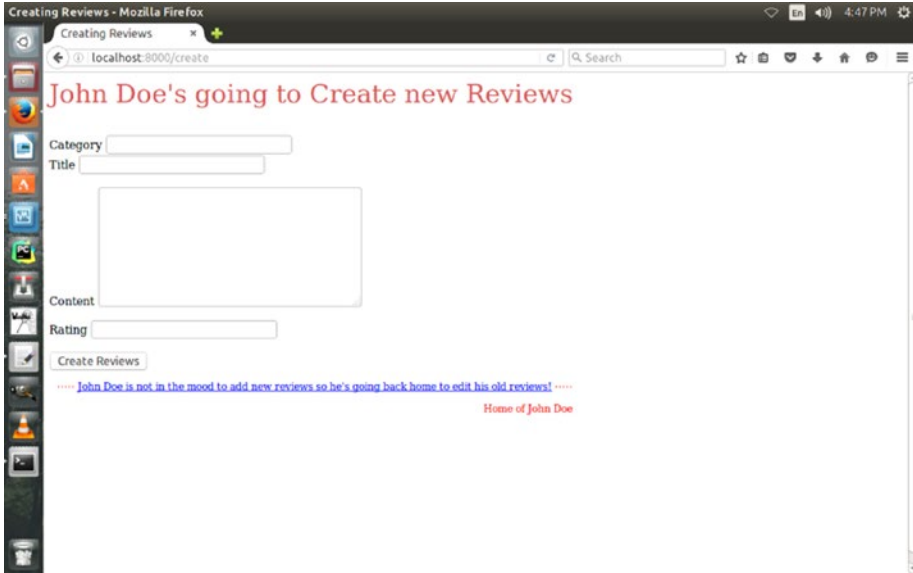 Creating Reviews - Mozilla Firefox
En 4:47 PM
Creating Reviews
localhost:8000/create
Search
John Doe's going to Create new Reviews
Category
Title
Content
Rating
Create Reviews
----- John Doe is not in the mood to add new reviews so he's going back home to edit his old reviews! -----
Home of John Doe